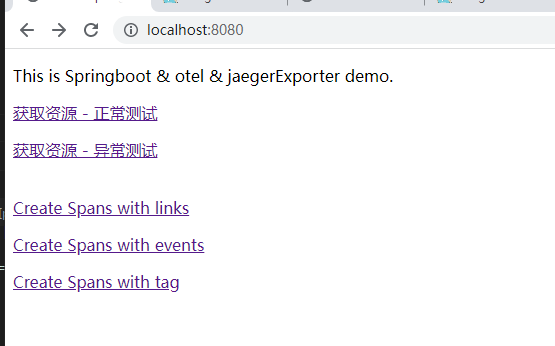 localhost:8080
This is Springboot & otel & jaegerExporter demo.
获取资源 - 正常测试
获取资源 - 异常测试
Create Spans with links
Create Spans with events
Create Spans with tag